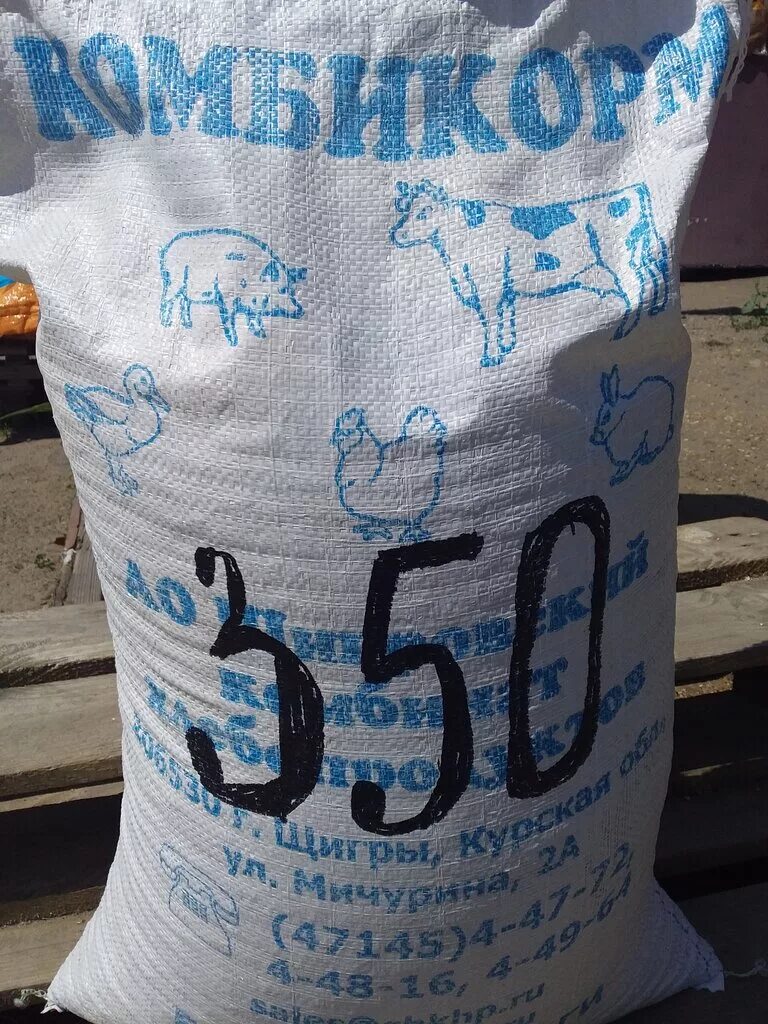 КОМБИКОРМ
350
АО Щигровский
комбинат
хлебопродуктов
306530 г. Щигры, Курская обл.
ул. Мичурина, 2А
(47145)4-47-72
4-48-16, 4-49-64